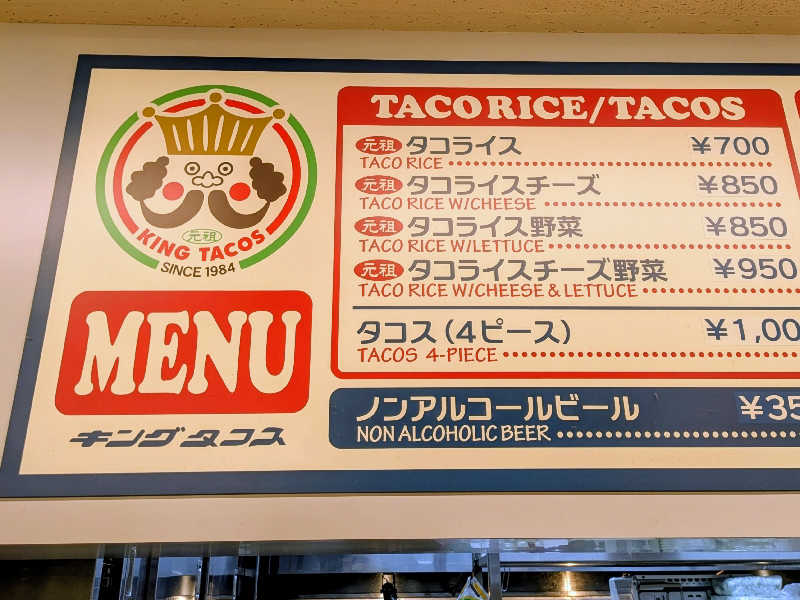 元祖
KING TACOS
SINCE 1984
MENU
キングタコス
TACO RICE/TACOS
元祖 タコライス ¥700
TACO RICE
元祖 タコライスチーズ ¥850
TACO RICE W/CHEESE
元祖 タコライス野菜 ¥850
TACO RICE W/LETTUCE
元祖 タコライスチーズ野菜 ¥950
TACO RICE W/CHEESE & LETTUCE
タコス(4ピース) ¥1,00
TACOS 4-PIECE
ノンアルコールビール ¥35
NON ALCOHOLIC BEER